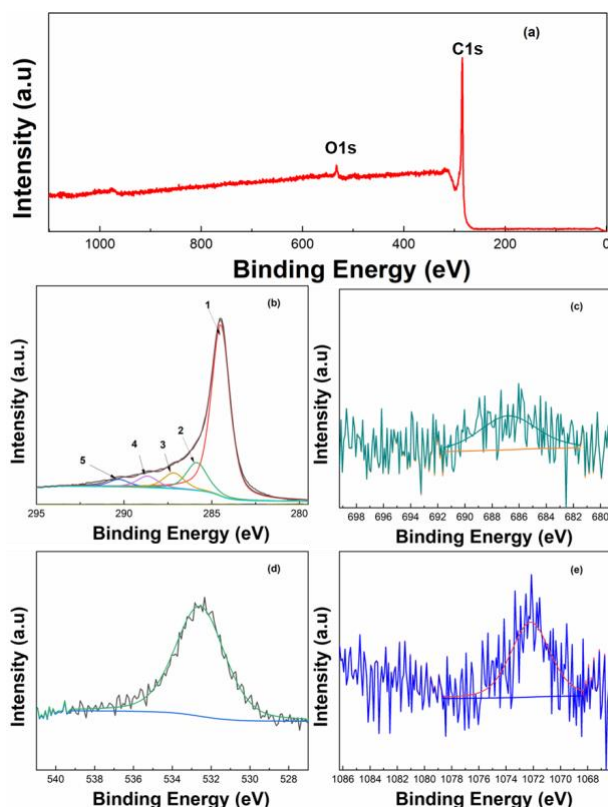 (a)
C1s
O1s
Intensity (a.u)
1000 800 600 400 200 0
Binding Energy (eV)
(b)
1
2
3
4
5
Intensity (a.u.)
295 290 285 280
Binding Energy (eV)
(c)
Intensity (a.u)
698 696 694 692 690 688 686 684 682 680
Binding Energy (eV)
(d)
Intensity (a.u)
540 538 536 534 532 530 528
Binding Energy (eV)
(e)
Intensity (a.u)
1086 1084 1082 1080 1078 1076 1074 1072 1070 1068
Binding Energy (eV)